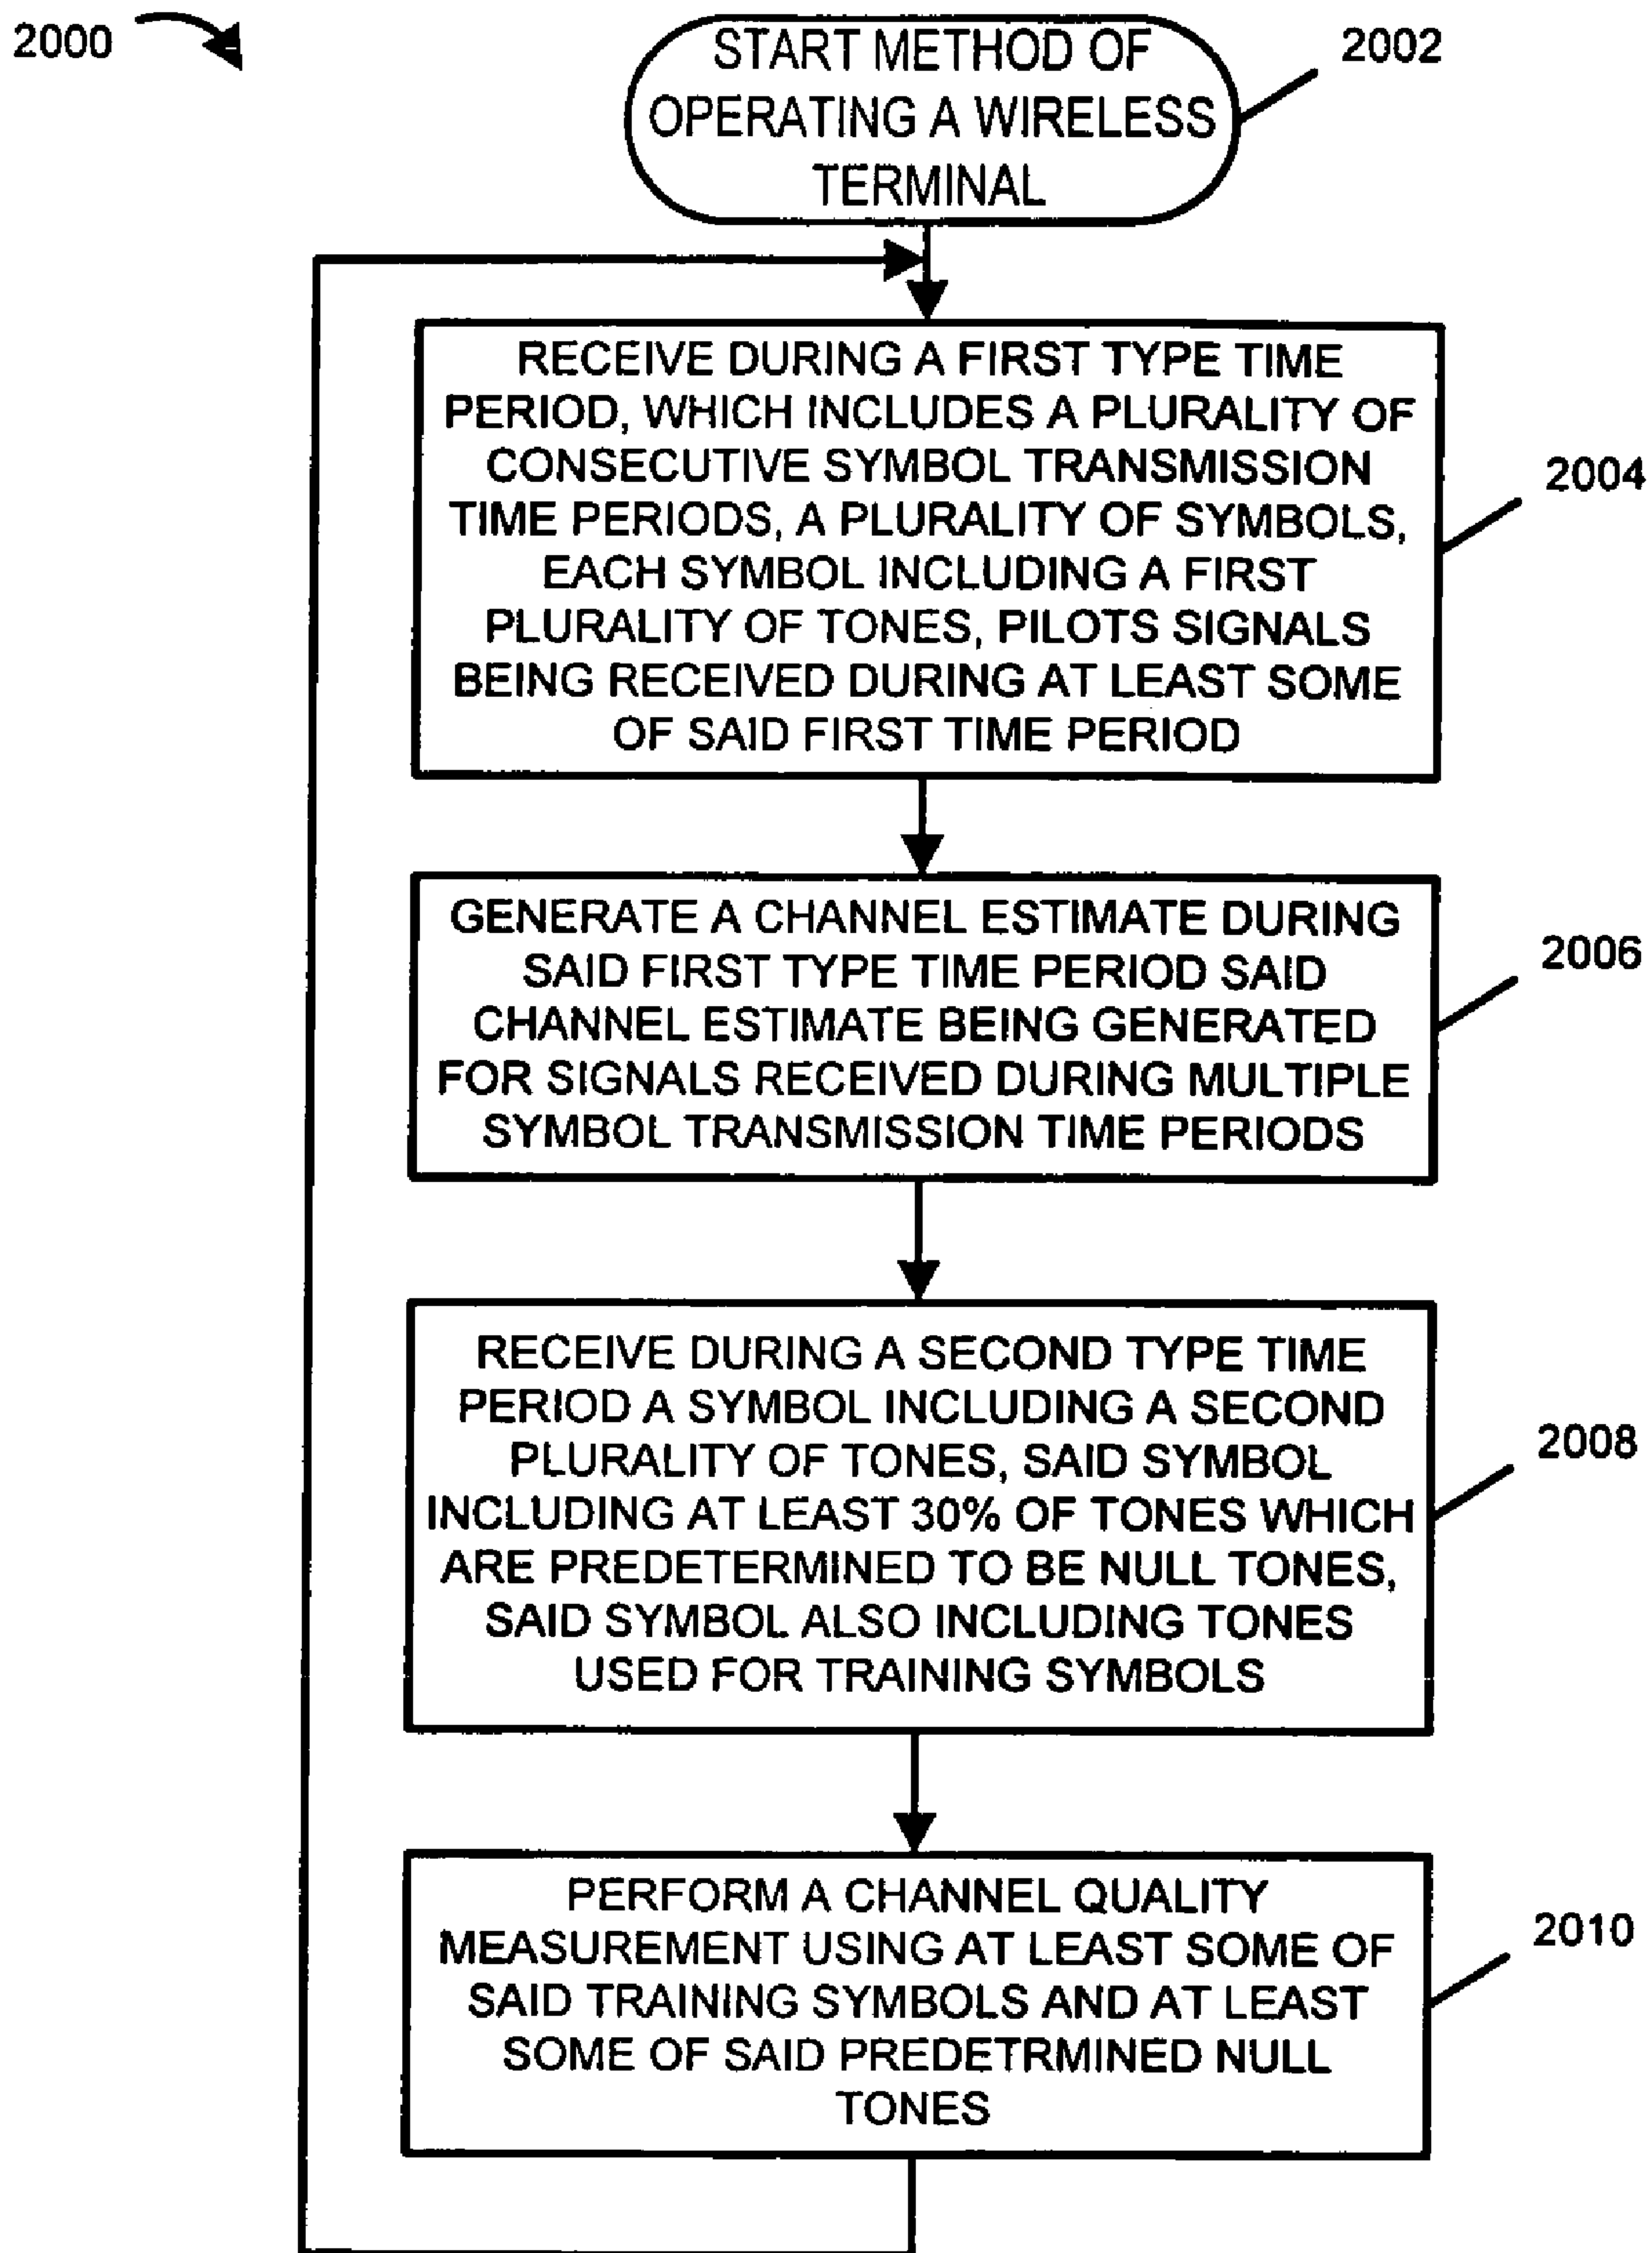 2000
START METHOD OF
OPERATING A WIRELESS
TERMINAL
2002
RECEIVE DURING A FIRST TYPE TIME
PERIOD, WHICH INCLUDES A PLURALITY OF
CONSECUTIVE SYMBOL TRANSMISSION
TIME PERIODS, A PLURALITY OF SYMBOLS,
EACH SYMBOL INCLUDING A FIRST
PLURALITY OF TONES, PILOTS SIGNALS
BEING RECEIVED DURING AT LEAST SOME
OF SAID FIRST TIME PERIOD
2004
GENERATE A CHANNEL ESTIMATE DURING
SAID FIRST TYPE TIME PERIOD SAID
CHANNEL ESTIMATE BEING GENERATED
FOR SIGNALS RECEIVED DURING MULTIPLE
SYMBOL TRANSMISSION TIME PERIODS
2006
RECEIVE DURING A SECOND TYPE TIME
PERIOD A SYMBOL INCLUDING A SECOND
PLURALITY OF TONES, SAID SYMBOL
INCLUDING AT LEAST 30% OF TONES WHICH
ARE PREDETERMINED TO BE NULL TONES,
SAID SYMBOL ALSO INCLUDING TONES
USED FOR TRAINING SYMBOLS
2008
PERFORM A CHANNEL QUALITY
MEASUREMENT USING AT LEAST SOME OF
SAID TRAINING SYMBOLS AND AT LEAST
SOME OF SAID PREDETRMINED NULL
TONES
2010